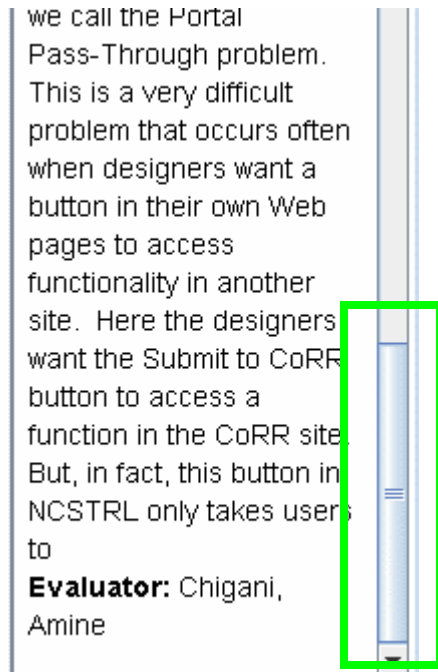 we call the Portal
Pass-Through problem.
This is a very difficult
problem that occurs often
when designers want a
button in their own Web
pages to access
functionality in another
site.  Here the designers
want the Submit to CoRR
button to access a
function in the CoRR site.
But, in fact, this button in
NCSTRL only takes users
to
Evaluator: Chigani,
Amine